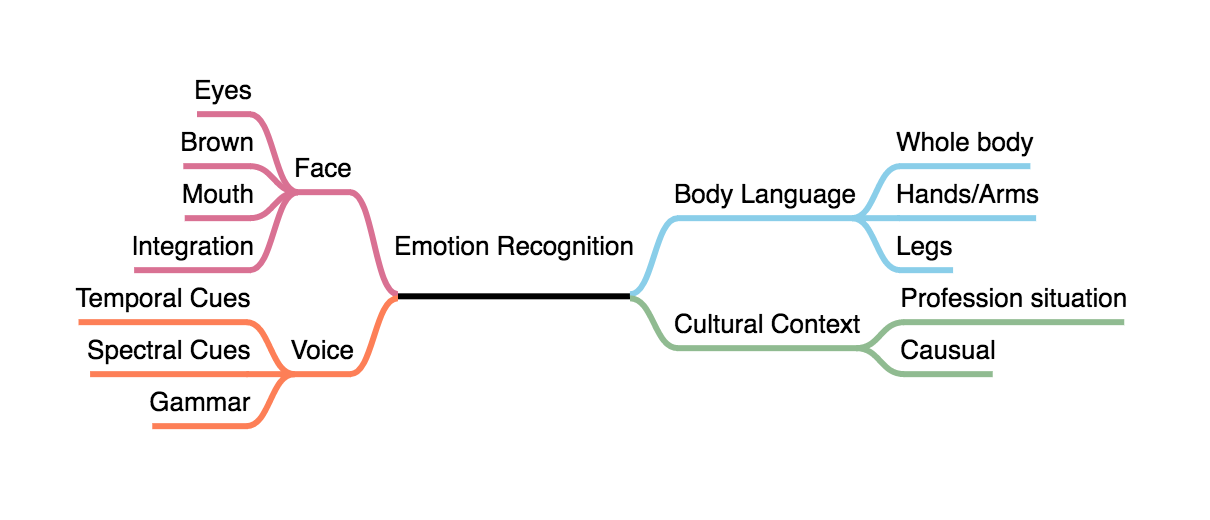 Eyes
Brown
Mouth
Integration
Face
Temporal Cues
Spectral Cues
Gammar
Voice
Emotion Recognition
Body Language
Whole body
Hands/Arms
Legs
Cultural Context
Profession situation
Causual